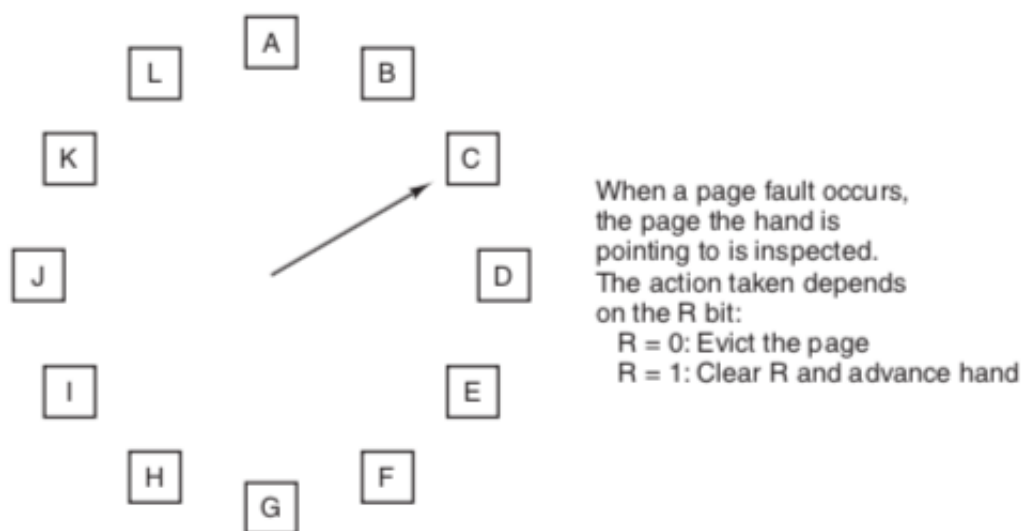 A
L
B
K
C
J
D
I
E
H
F
G
When a page fault occurs,
the page the hand is
pointing to is inspected.
The action taken depends
on the R bit:
R = 0: Evict the page
R = 1: Clear R and advance hand